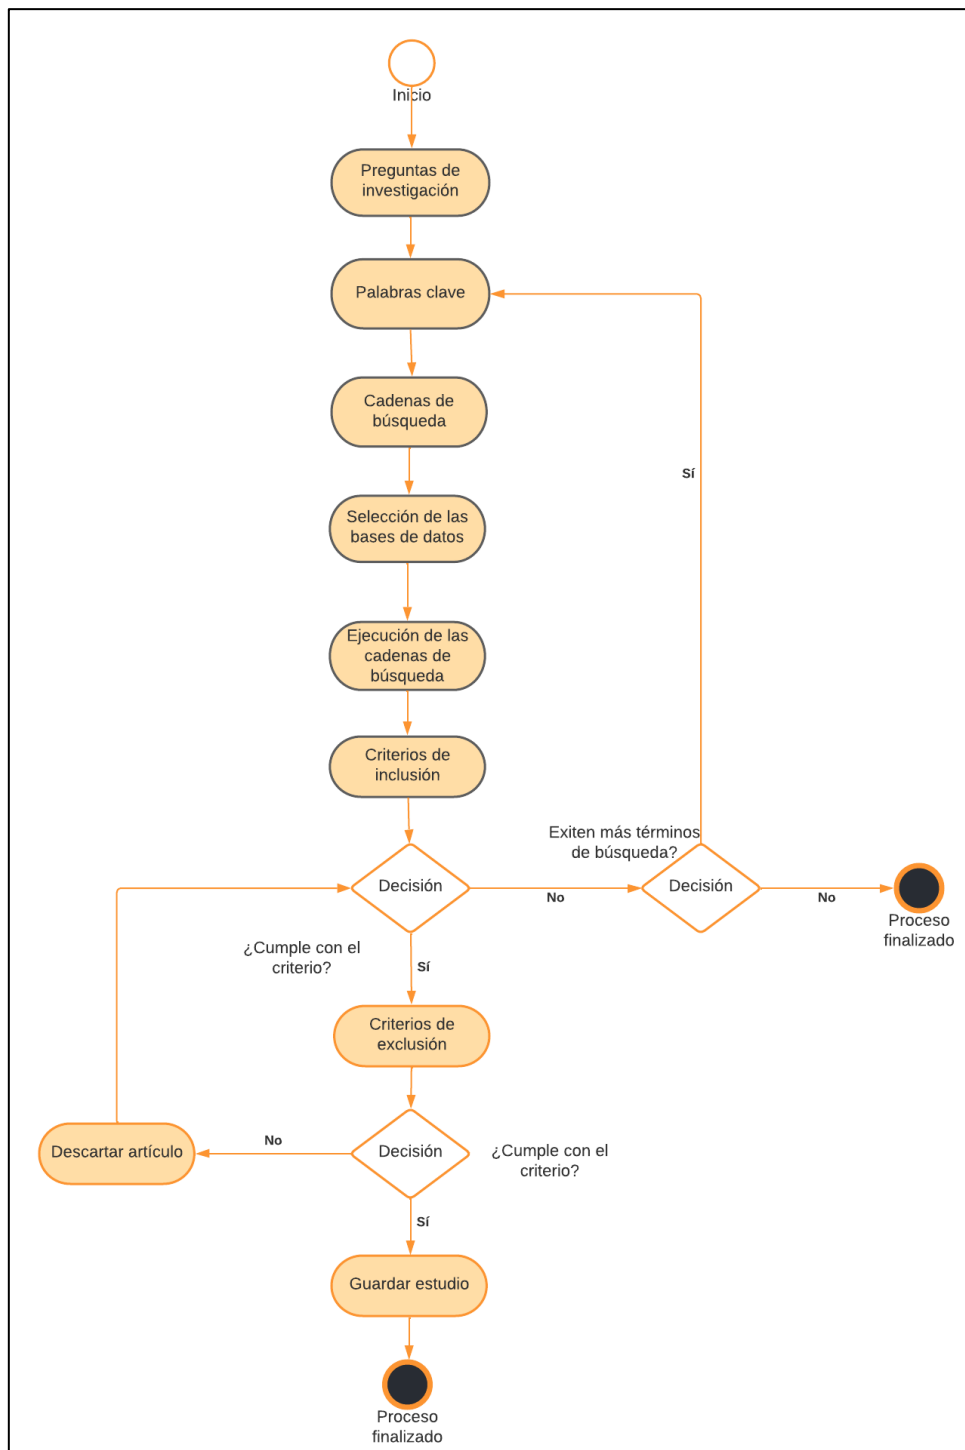 Inicio
Preguntas de
investigación
Palabras clave
Cadenas de
búsqueda
Sí
Selección de las
bases de datos
Ejecución de las
cadenas de
búsqueda
Criterios de
inclusión
Exiten más términos
de búsqueda?
Decisión
No
Decisión
No
Proceso
finalizado
¿Cumple con el
criterio?
Sí
Criterios de
exclusión
Descartar artículo
No
Decisión
¿Cumple con el
criterio?
Sí
Guardar estudio
Proceso
finalizado